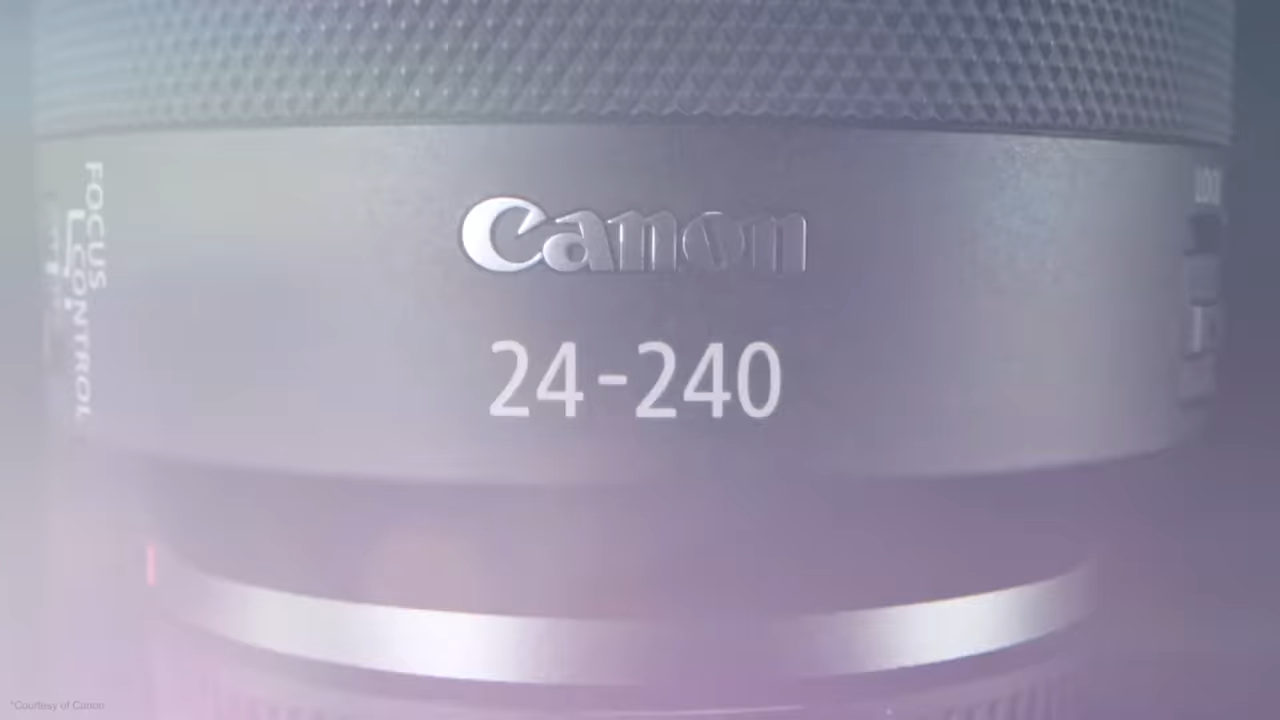 Canon
24-240
FOCUS
CONTROL
*Courtesy of Canon